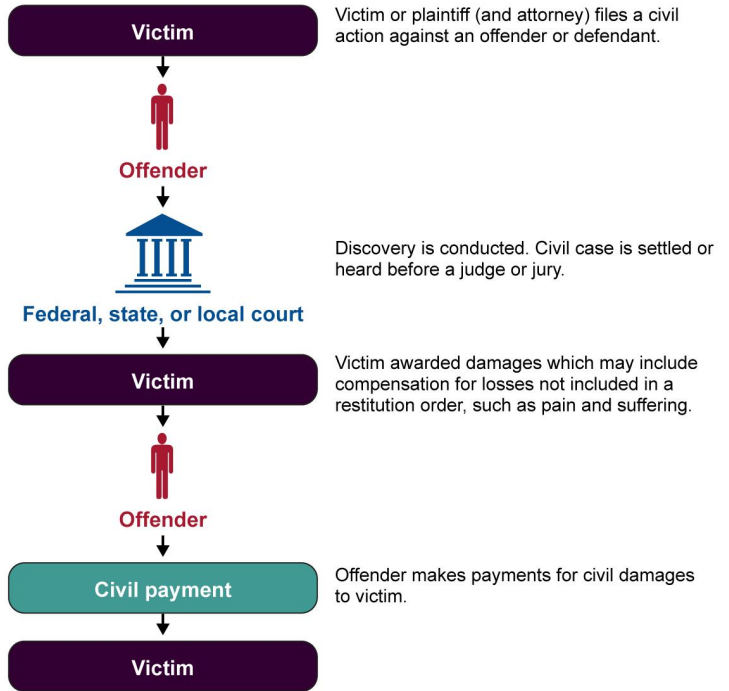 Victim
Victim or plaintiff (and attorney) files a civil
action against an offender or defendant.
Offender
Discovery is conducted. Civil case is settled or
heard before a judge or jury.
Federal, state, or local court
Victim
Victim awarded damages which may include
compensation for losses not included in a
restitution order, such as pain and suffering.
Offender
Civil payment
Offender makes payments for civil damages
to victim.
Victim